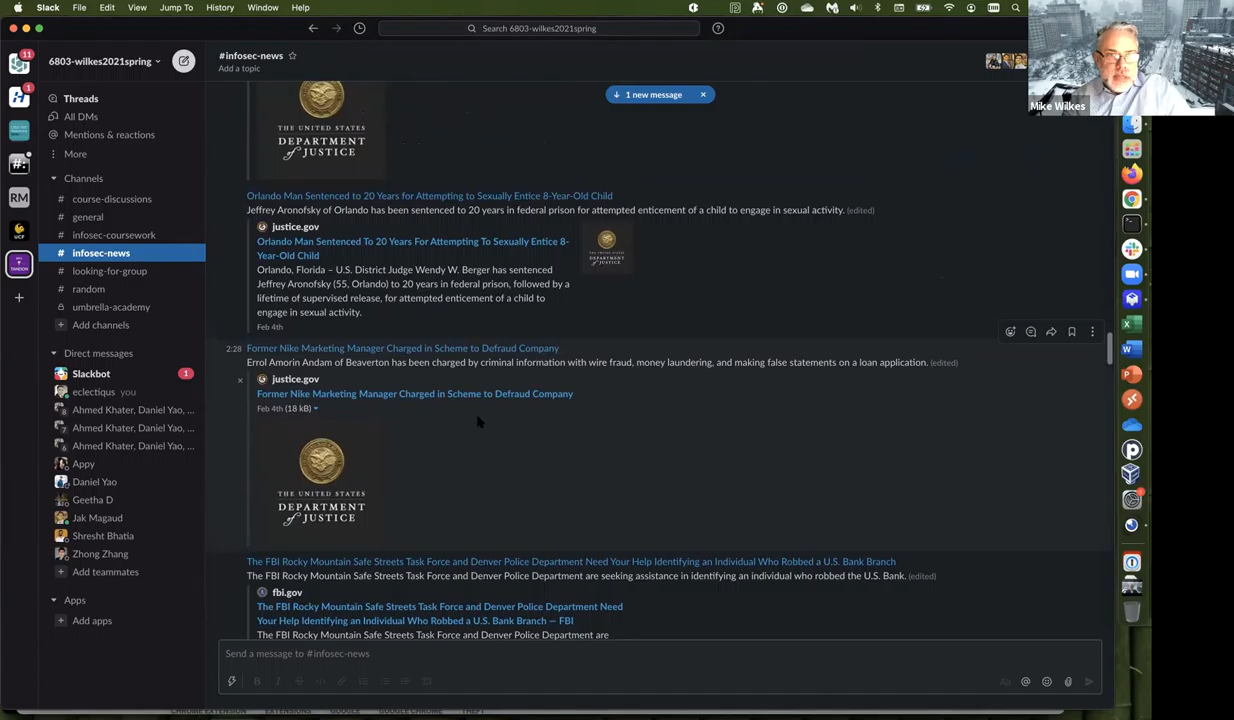 Slack File Edit View Jump To History Window Help
Search 6803-wilkes2021spring
11
1
6803-wilkes2021spring
Threads
All DMs
Mentions & reactions
More
Channels
# course-discussions
# general
# infosec-coursework
# infosec-news
# looking-for-group
# random
umbrella-academy
Add channels
Direct messages
Slackbot 1
eclectiqus you
8 Ahmed Khater, Daniel Yao, ...
7 Ahmed Khater, Daniel Yao, ...
6 Ahmed Khater, Daniel Yao, ...
Appy
Daniel Yao
Geetha D
Jak Magaud
Shresht Bhatia
Zhong Zhang
Add teammates
Apps
Add apps
#:
RM
UCF
TANDON
#infosec-news
Add a topic
1 new message
THE UNITED STATES
DEPARTMENT
of JUSTICE
Orlando Man Sentenced to 20 Years for Attempting to Sexually Entice 8-Year-Old Child
Jeffrey Aronofsky of Orlando has been sentenced to 20 years in federal prison for attempted enticement of a child to engage in sexual activity. (edited)
justice.gov
Orlando Man Sentenced To 20 Years For Attempting To Sexually Entice 8-
Year-Old Child
Orlando, Florida – U.S. District Judge Wendy W. Berger has sentenced
Jeffrey Aronofsky (55, Orlando) to 20 years in federal prison, followed by a
lifetime of supervised release, for attempted enticement of a child to
engage in sexual activity.
Feb 4th
2:28 Former Nike Marketing Manager Charged in Scheme to Defraud Company
Errol Amorin Andam of Beaverton has been charged by criminal information with wire fraud, money laundering, and making false statements on a loan application. (edited)
justice.gov
Former Nike Marketing Manager Charged in Scheme to Defraud Company
Feb 4th (18 kB)
THE UNITED STATES
DEPARTMENT
of JUSTICE
The FBI Rocky Mountain Safe Streets Task Force and Denver Police Department Need Your Help Identifying an Individual Who Robbed a U.S. Bank Branch
The FBI Rocky Mountain Safe Streets Task Force and Denver Police Department are seeking assistance in identifying an individual who robbed the U.S. Bank. (edited)
fbi.gov
The FBI Rocky Mountain Safe Streets Task Force and Denver Police Department Need
Your Help Identifying an Individual Who Robbed a U.S. Bank Branch — FBI
The FBI Rocky Mountain Safe Streets Task Force and Denver Police Department are
Send a message to #infosec-news
Mike Wilkes